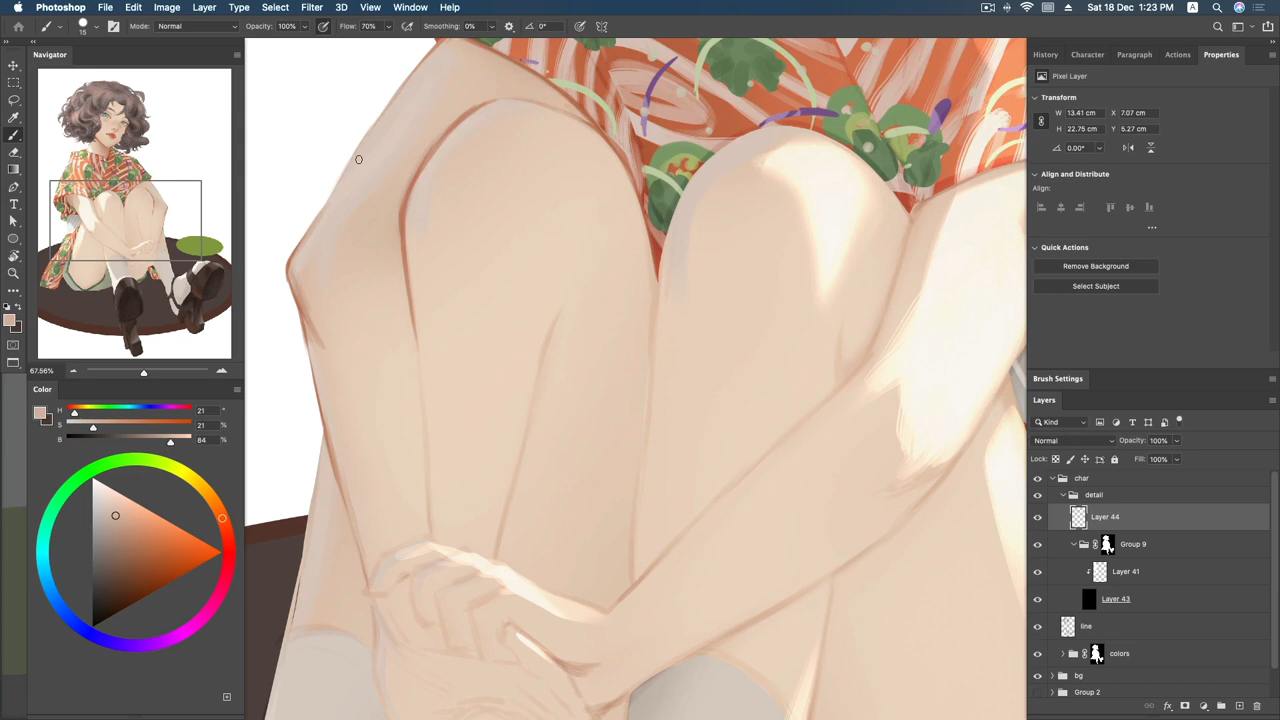 Photoshop File Edit Image Layer Type Select Filter 3D View Window Help A Sat 18 Dec 1:23 PM
15 Mode: Normal Opacity: 100% Flow: 70% Smoothing: 0% 0°
Navigator
67.56%
Color
H 21 °
S 21 %
B 84 %
History Character Paragraph Actions Properties
Pixel Layer
Transform
W 13.41 cm X 7.07 cm
H 22.75 cm Y 5.27 cm
0.00°
Align and Distribute
Align:
Quick Actions
Remove Background
Select Subject
Brush Settings
Layers
Kind
Normal Opacity: 100%
Lock: Fill: 100%
char
detail
Layer 44
Group 9
Layer 41
Layer 43
line
colors
bg
Group 2